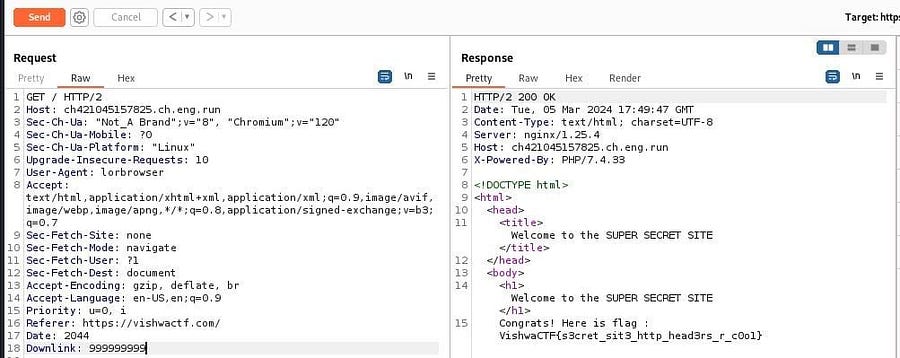 Send
Cancel
<
>
Target: https
Request
Response
Pretty
Raw
Hex
\n
Pretty
Raw
Hex
Render
\n
1 GET / HTTP/2
2 Host: ch421045157825.ch.eng.run
3 Sec-Ch-Ua: "Not_A Brand";v="8", "Chromium";v="120"
4 Sec-Ch-Ua-Mobile: ?0
5 Sec-Ch-Ua-Platform: "Linux"
6 Upgrade-Insecure-Requests: 10
7 User-Agent: lorbrowser
8 Accept:
text/html,application/xhtml+xml,application/xml;q=0.9,image/avif,
image/webp,image/apng,*/*;q=0.8,application/signed-exchange;v=b3;
q=0.7
9 Sec-Fetch-Site: none
10 Sec-Fetch-Mode: navigate
11 Sec-Fetch-User: ?1
12 Sec-Fetch-Dest: document
13 Accept-Encoding: gzip, deflate, br
14 Accept-Language: en-US,en;q=0.9
15 Priority: u=0, i
16 Referer: https://vishwactf.com/
17 Date: 2044
18 Downlink: 999999999
1 HTTP/2 200 OK
2 Date: Tue, 05 Mar 2024 17:49:47 GMT
3 Content-Type: text/html; charset=UTF-8
4 Server: nginx/1.25.4
5 Host: ch421045157825.ch.eng.run
6 X-Powered-By: PHP/7.4.33
7
8 <!DOCTYPE html>
9 <html>
10 <head>
11 <title>
Welcome to the SUPER SECRET SITE
</title>
12 </head>
13 <body>
14 <h1>
Welcome to the SUPER SECRET SITE
</h1>
15 Congrats! Here is flag :
VishwaCTF{s3cret_sit3_http_head3rs_r_c0ol}